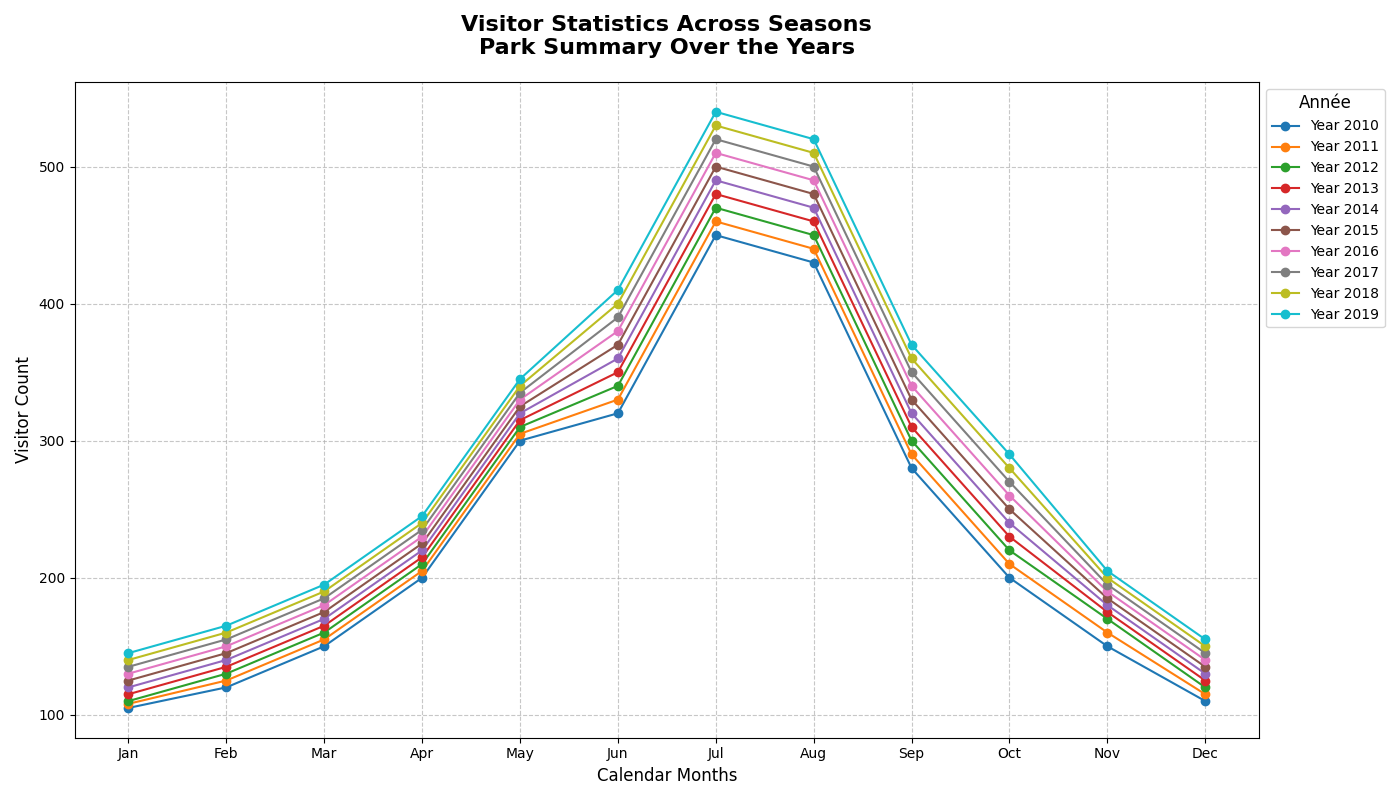 Visitor Statistics Across Seasons
Park Summary Over the Years
Visitor Count
500
400
300
200
100
Jan Feb Mar Apr May Jun Jul Aug Sep Oct Nov Dec
Calendar Months
Année
Year 2010
Year 2011
Year 2012
Year 2013
Year 2014
Year 2015
Year 2016
Year 2017
Year 2018
Year 2019